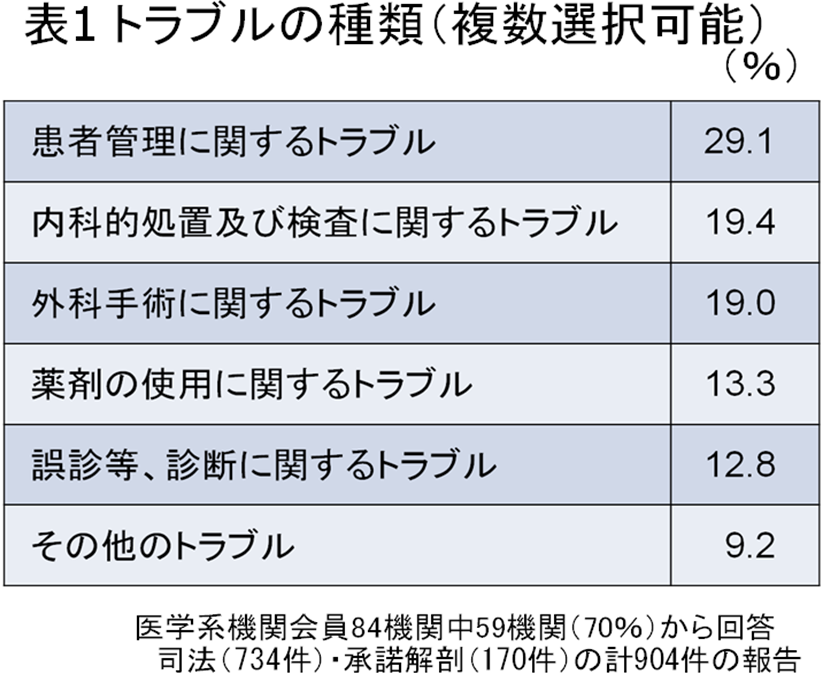 表1 トラブルの種類（複数選択可能）
（％）
患者管理に関するトラブル 29.1
内科的処置及び検査に関するトラブル 19.4
外科手術に関するトラブル 19.0
薬剤の使用に関するトラブル 13.3
誤診等、診断に関するトラブル 12.8
その他のトラブル 9.2
医学系機関会員84機関中59機関（70％）から回答
司法（734件）・承諾解剖（170件）の計904件の報告